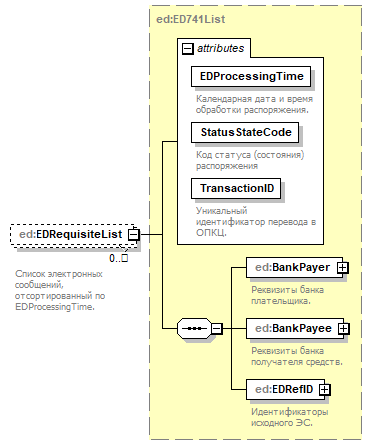 ed:ED741List
attributes
EDProcessingTime
Календарная дата и время
обработки распоряжения.
StatusStateCode
Код статуса (состояния)
распоряжения
TransactionID
Уникальный
идентификатор перевода в
ОПКЦ.
ed:EDRequisiteList
0..
Список электронных
сообщений,
отсортированный по
EDProcessingTime.
ed:BankPayer
Реквизиты банка
плательщика.
ed:BankPayee
Реквизиты банка
получателя средств.
ed:EDRefID
Идентификаторы
исходного ЭС.